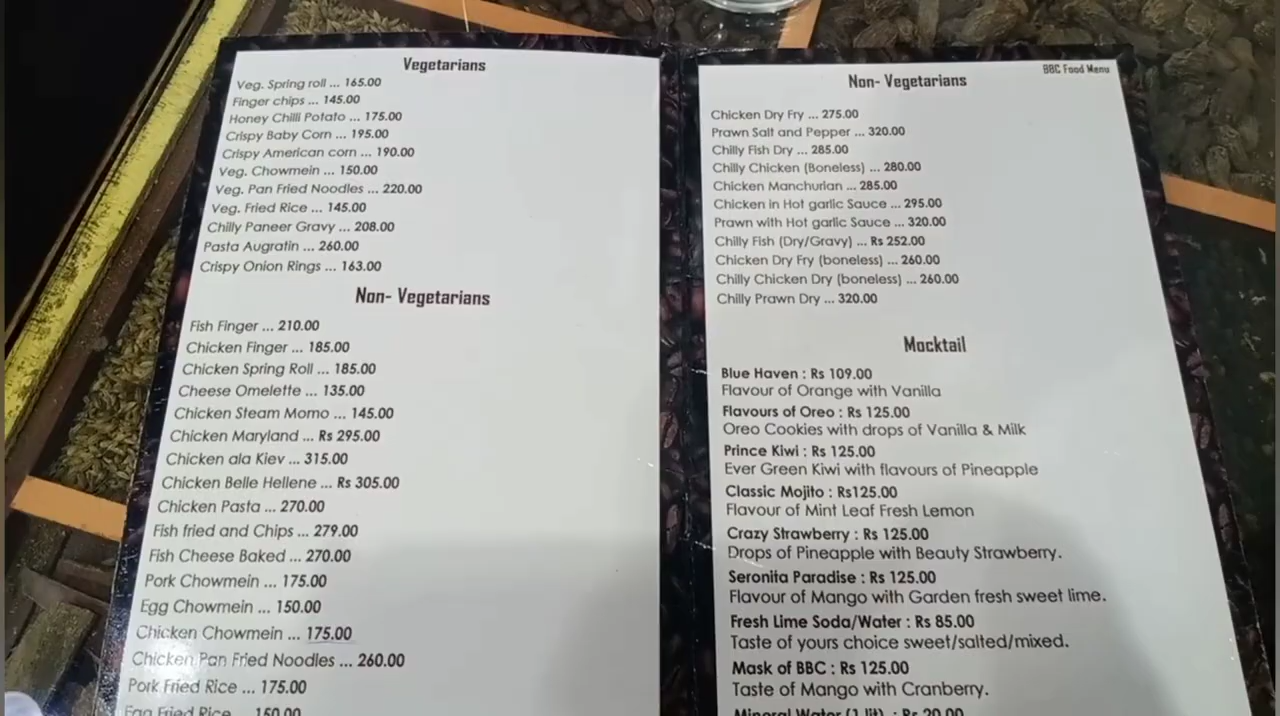 Vegetarians
Veg. Spring roll ... 165.00
Finger chips ... 145.00
Honey Chilli Potato ... 175.00
Crispy Baby Corn ... 195.00
Crispy American corn ... 190.00
Veg. Chowmein ... 150.00
Veg. Pan Fried Noodles ... 220.00
Veg. Fried Rice ... 145.00
Chilly Paneer Gravy ... 208.00
Pasta Augratin ... 260.00
Crispy Onion Rings ... 163.00
Non- Vegetarians
Fish Finger ... 210.00
Chicken Finger ... 185.00
Chicken Spring Roll ... 185.00
Cheese Omelette ... 135.00
Chicken Steam Momo ... 145.00
Chicken Maryland ... Rs 295.00
Chicken ala Kiev ... 315.00
Chicken Belle Hellene ... Rs 305.00
Chicken Pasta ... 270.00
Fish fried and Chips ... 279.00
Fish Cheese Baked ... 270.00
Pork Chowmein ... 175.00
Egg Chowmein ... 150.00
Chicken Chowmein ... 175.00
Chicken Pan Fried Noodles ... 260.00
Pork Fried Rice ... 175.00
Egg Fried Rice ... 150.00
BBC Food Menu
Non- Vegetarians
Chicken Dry Fry ... 275.00
Prawn Salt and Pepper ... 320.00
Chilly Fish Dry ... 285.00
Chilly Chicken (Boneless) ... 280.00
Chicken Manchurian ... 285.00
Chicken in Hot garlic Sauce ... 295.00
Prawn with Hot garlic Sauce ... 320.00
Chilly Fish (Dry/Gravy) ... Rs 252.00
Chicken Dry Fry (boneless) ... 260.00
Chilly Chicken Dry (boneless) ... 260.00
Chilly Prawn Dry ... 320.00
Mocktail
Blue Haven : Rs 109.00
Flavour of Orange with Vanilla
Flavours of Oreo : Rs 125.00
Oreo Cookies with drops of Vanilla & Milk
Prince Kiwi : Rs 125.00
Ever Green Kiwi with flavours of Pineapple
Classic Mojito : Rs125.00
Flavour of Mint Leaf Fresh Lemon
Crazy Strawberry : Rs 125.00
Drops of Pineapple with Beauty Strawberry.
Seronita Paradise : Rs 125.00
Flavour of Mango with Garden fresh sweet lime.
Fresh Lime Soda/Water : Rs 85.00
Taste of yours choice sweet/salted/mixed.
Mask of BBC : Rs 125.00
Taste of Mango with Cranberry.
Mineral Water (1 lit) : Rs 20.00